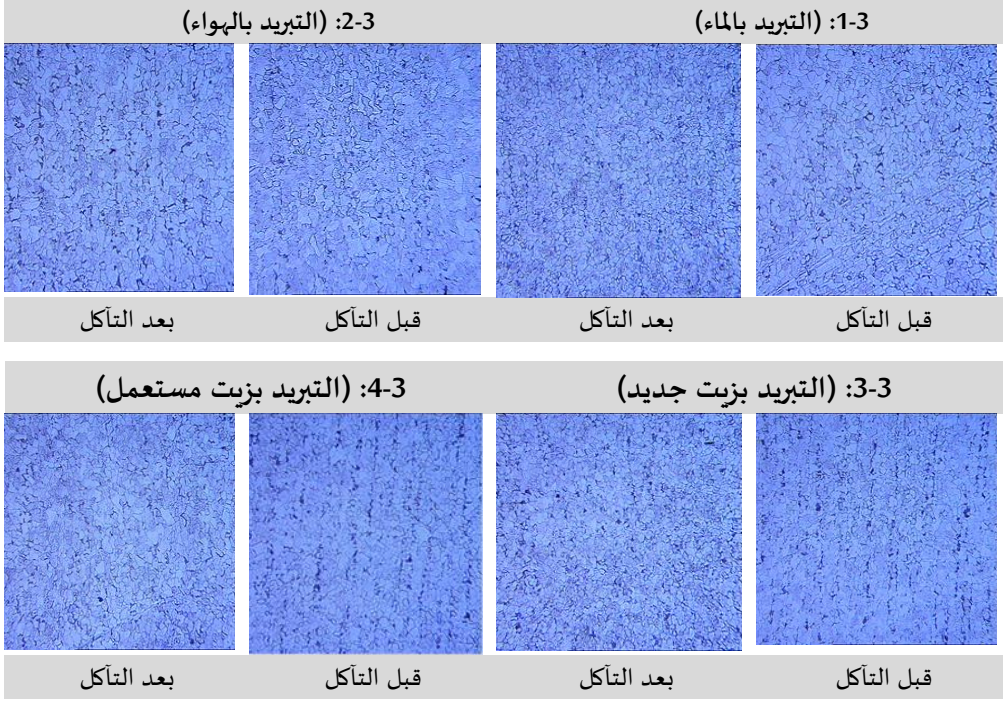 1-3: (التبريد بالماء)
2-3: (التبريد بالهواء)
قبل التآكل
بعد التآكل
قبل التآكل
بعد التآكل
3-3: (التبريد بزيت جديد)
4-3: (التبريد بزيت مستعمل)
قبل التآكل
بعد التآكل
قبل التآكل
بعد التآكل